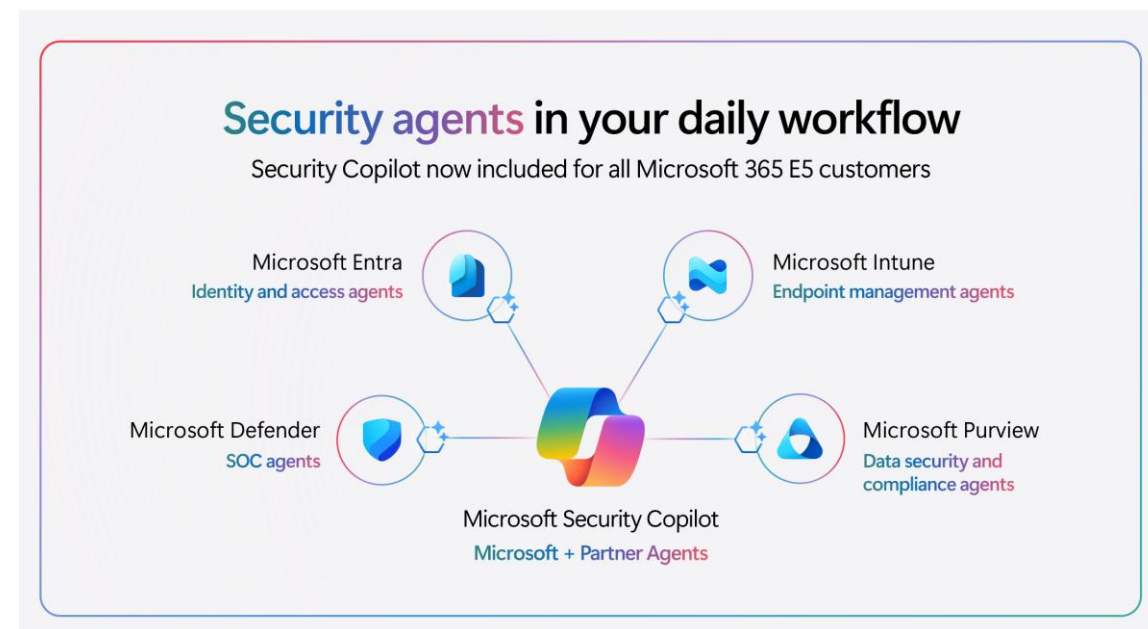 Security agents in your daily workflow
Security Copilot now included for all Microsoft 365 E5 customers
Microsoft Entra
Identity and access agents
Microsoft Intune
Endpoint management agents
Microsoft Defender
SOC agents
Microsoft Purview
Data security and
compliance agents
Microsoft Security Copilot
Microsoft + Partner Agents